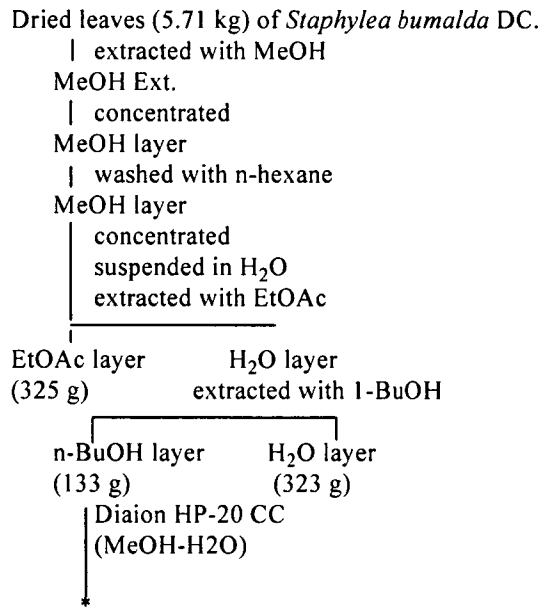 Dried leaves (5.71 kg) of Staphylea bumalda DC.
extracted with MeOH
MeOH Ext.
concentrated
MeOH layer
washed with n-hexane
MeOH layer
concentrated
suspended in H₂O
extracted with EtOAc
EtOAc layer H₂O layer
(325 g) extracted with 1-BuOH
n-BuOH layer H₂O layer
(133 g) (323 g)
Diaion HP-20 CC
(MeOH-H2O)
*